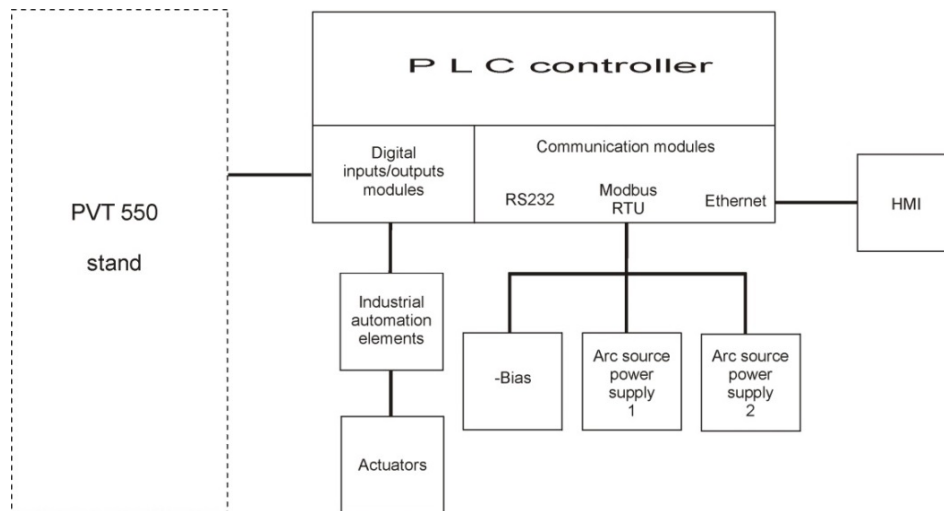 P L C controller
Digital
inputs/outputs
modules
Communication modules
RS232
Modbus
RTU
Ethernet
HMI
PVT 550
stand
Industrial
automation
elements
-Bias
Arc source
power
supply
1
Arc source
power
supply
2
Actuators